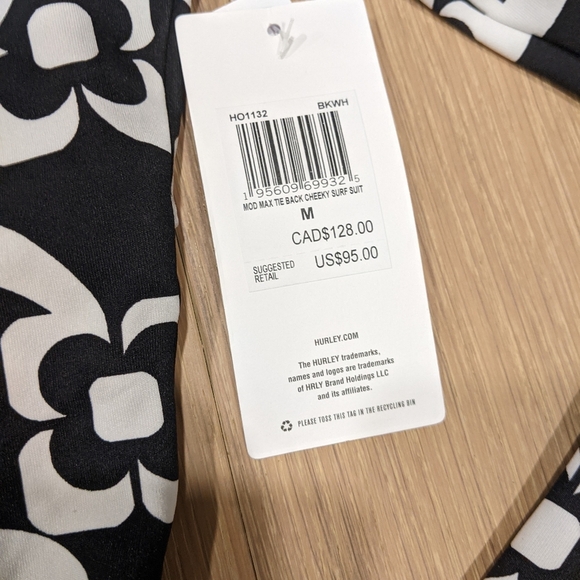 HO1132 BKWH
1 95609 69932 5
MOD MAX TIE BACK CHEEKY SURF SUIT
M
CAD$128.00
SUGGESTED
RETAIL
US$95.00
HURLEY.COM
The HURLEY trademarks,
names and logos are trademarks
of HRLY Brand Holdings LLC
and its affiliates.
PLEASE TOSS THIS TAG IN THE RECYCLING BIN